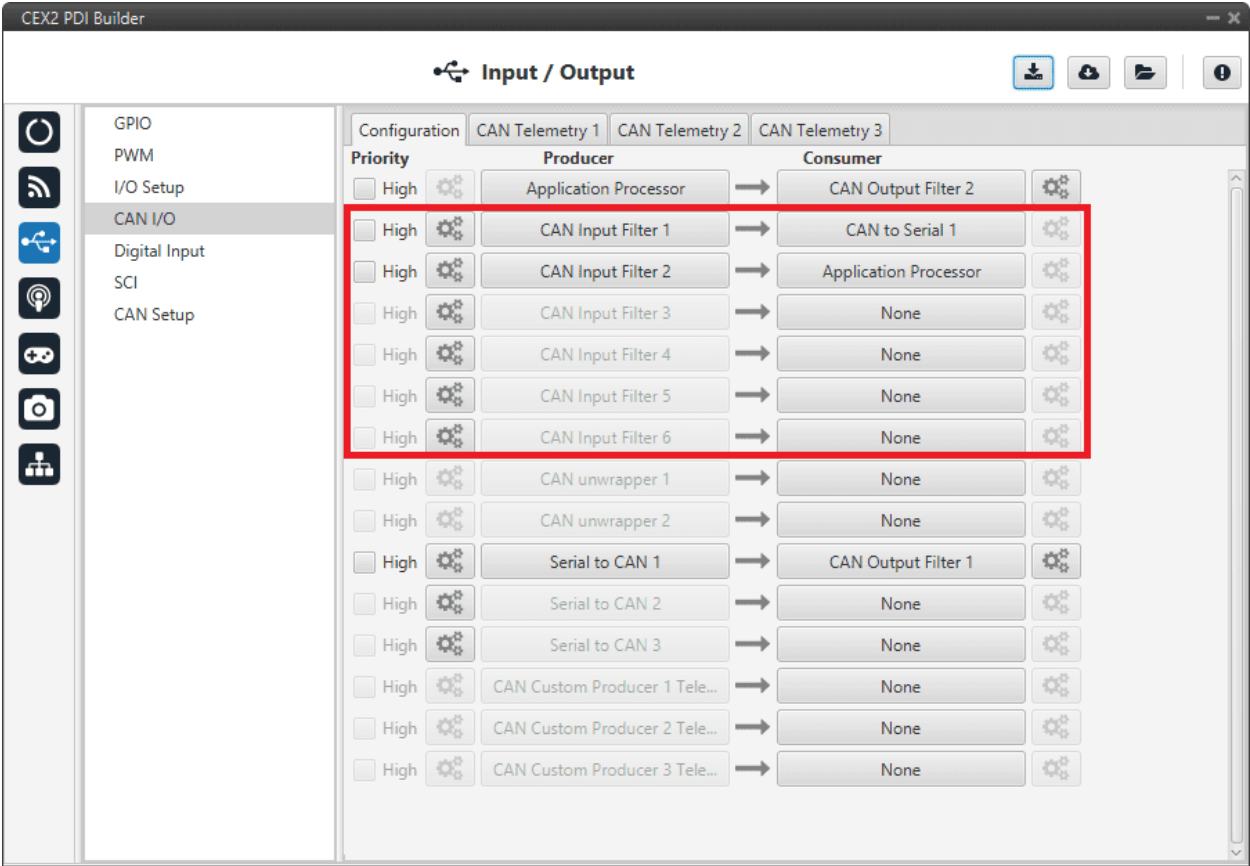 CEX2 PDI Builder
Input / Output
GPIO
PWM
I/O Setup
CAN I/O
Digital Input
SCI
CAN Setup
Configuration CAN Telemetry 1 CAN Telemetry 2 CAN Telemetry 3
Priority Producer Consumer
High Application Processor CAN Output Filter 2
High CAN Input Filter 1 CAN to Serial 1
High CAN Input Filter 2 Application Processor
High CAN Input Filter 3 None
High CAN Input Filter 4 None
High CAN Input Filter 5 None
High CAN Input Filter 6 None
High CAN unwrapper 1 None
High CAN unwrapper 2 None
High Serial to CAN 1 CAN Output Filter 1
High Serial to CAN 2 None
High Serial to CAN 3 None
High CAN Custom Producer 1 Tele... None
High CAN Custom Producer 2 Tele... None
High CAN Custom Producer 3 Tele... None